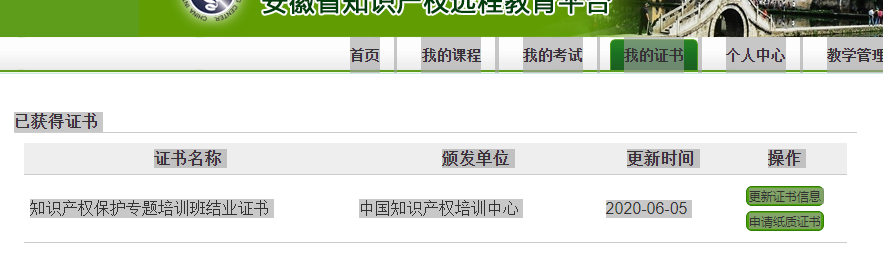 安徽省知识产权远程教育平台
首页 我的课程 我的考试 我的证书 个人中心 教学管理
已获得证书
证书名称 颁发单位 更新时间 操作
知识产权保护专题培训班结业证书 中国知识产权培训中心 2020-06-05 更新证书信息
申请纸质证书